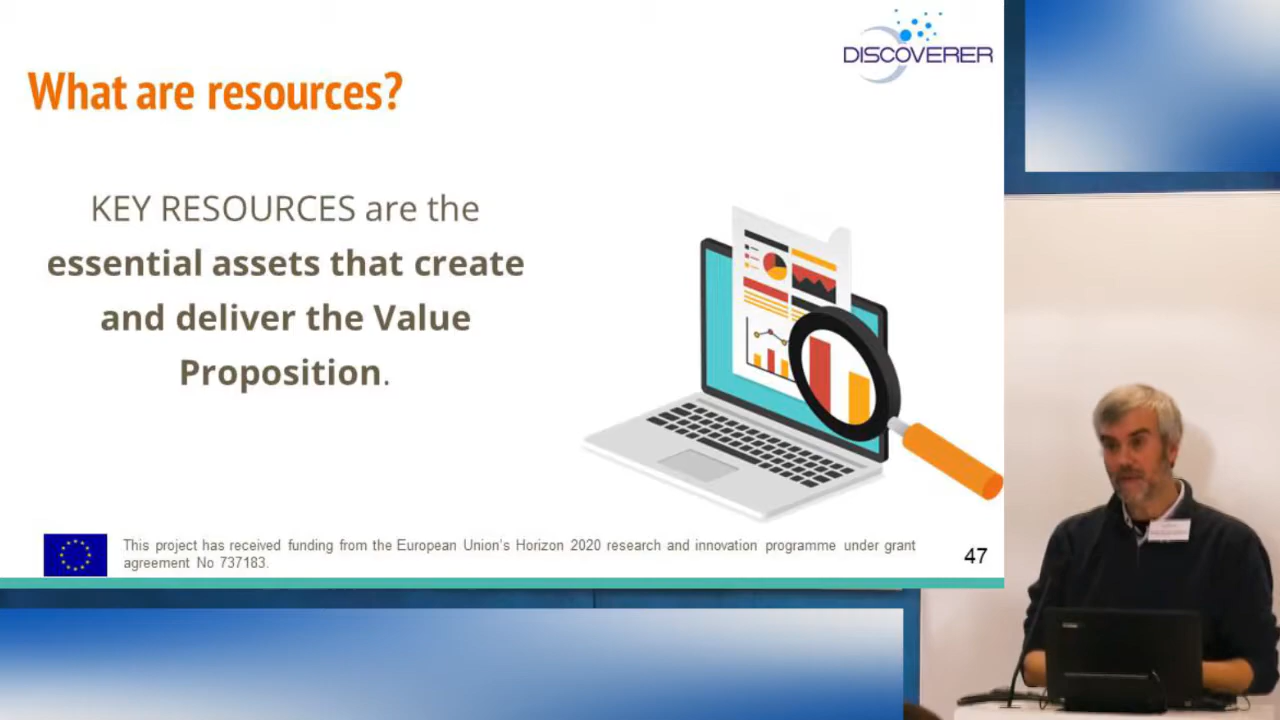 DISCOVERER
What are resources?
KEY RESOURCES are the
essential assets that create
and deliver the Value
Proposition.
This project has received funding from the European Union's Horizon 2020 research and innovation programme under grant
agreement No 737183.
47